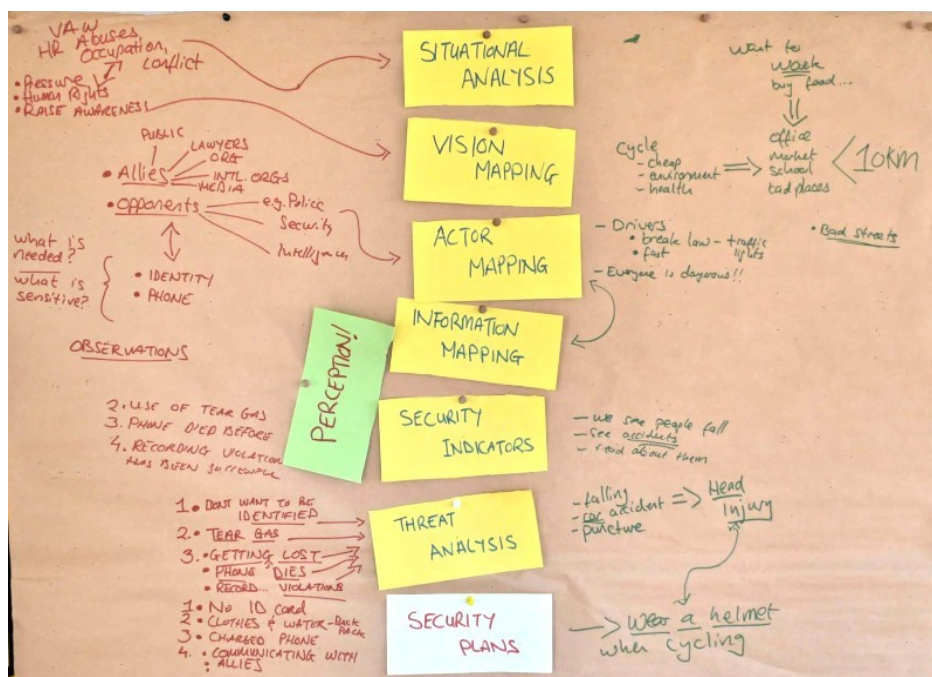 VAW
HR Abuses,
Occupation,
Conflict
• Pressure
• Human Rights
• RAISE AWARENESS
PUBLIC
LAWYERS
ORG
INTL. ORGS
MEDIA
• Allies
• Opponents
e.g. Police
Security
Intelligence
what is
needed?
what is
sensitive?
• IDENTITY
• PHONE
OBSERVATIONS
2. USE OF TEAR GAS
3. PHONE DIED BEFORE
4. RECORDING VIOLATION
HAS BEEN
1. DONT WANT TO BE
IDENTIFIED
2. • TEAR GAS
3. • GETTING LOST
• PHONE DIES
• RECORD... VIOLATIONS
1. • NO ID card
2. • CLOTHES & WATER - BACK
PACK
3. • CHARGED PHONE
4. • COMMUNICATING WITH
ALLIES
SITUATIONAL
ANALYSIS
VISION
MAPPING
ACTOR
MAPPING
INFORMATION
MAPPING
PERCEPTION!
SECURITY
INDICATORS
THREAT
ANALYSIS
SECURITY
PLANS
Want to
work
buy food...
Cycle
- cheap
- environment
- health
office
market
school
bad places
< 10KM
- Drivers
• break law - traffic
lights
• fast
- Everyone is dangerous!!
• Bad streets
- we see people fall
- See accidents
- read about them
- falling
- car accident
- puncture
Head
injury
Wear a helmet
when cycling